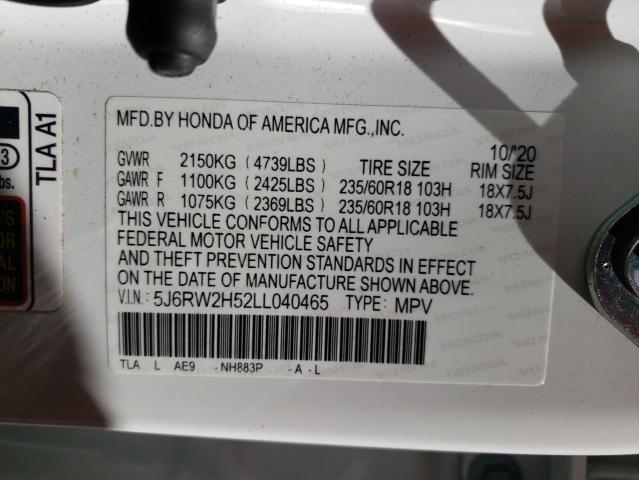 MFD.BY HONDA OF AMERICA MFG.,INC. 10/'20
GVWR 2150KG (4739LBS) TIRE SIZE RIM SIZE
GAWR F 1100KG (2425LBS) 235/60R18 103H 18X7.5J
GAWR R 1075KG (2369LBS) 235/60R18 103H 18X7.5J
THIS VEHICLE CONFORMS TO ALL APPLICABLE
FEDERAL MOTOR VEHICLE SAFETY
AND THEFT PREVENTION STANDARDS IN EFFECT
ON THE DATE OF MANUFACTURE SHOWN ABOVE.
V.I.N.: 5J6RW2H52LL040465 TYPE: MPV
TLA L AE9 -NH883P -A-L
TLA A1
3
bs.